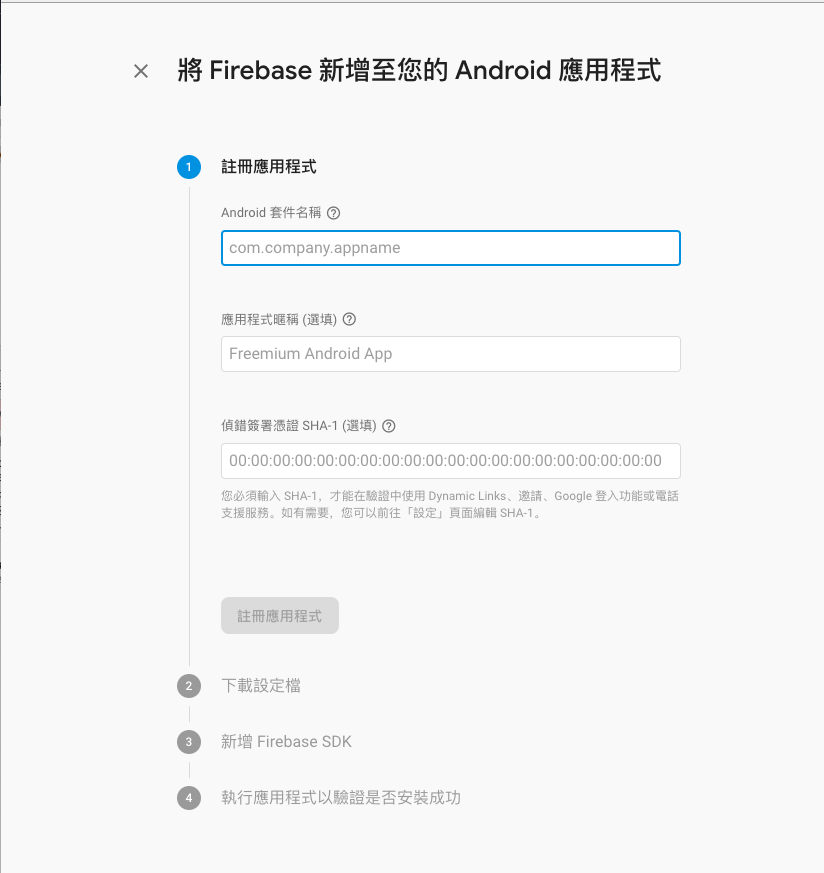 將 Firebase 新增至您的 Android 應用程式
1 註冊應用程式
Android 套件名稱 ?
com.company.appname
應用程式暱稱 (選填) ?
Freemium Android App
偵錯簽署憑證 SHA-1 (選填) ?
00:00:00:00:00:00:00:00:00:00:00:00:00:00:00:00:00:00:00:00
您必須輸入 SHA-1，才能在驗證中使用 Dynamic Links、邀請、Google 登入功能或電話
支援服務。如有需要，您可以前往「設定」頁面編輯 SHA-1。
註冊應用程式
2 下載設定檔
3 新增 Firebase SDK
4 執行應用程式以驗證是否安裝成功